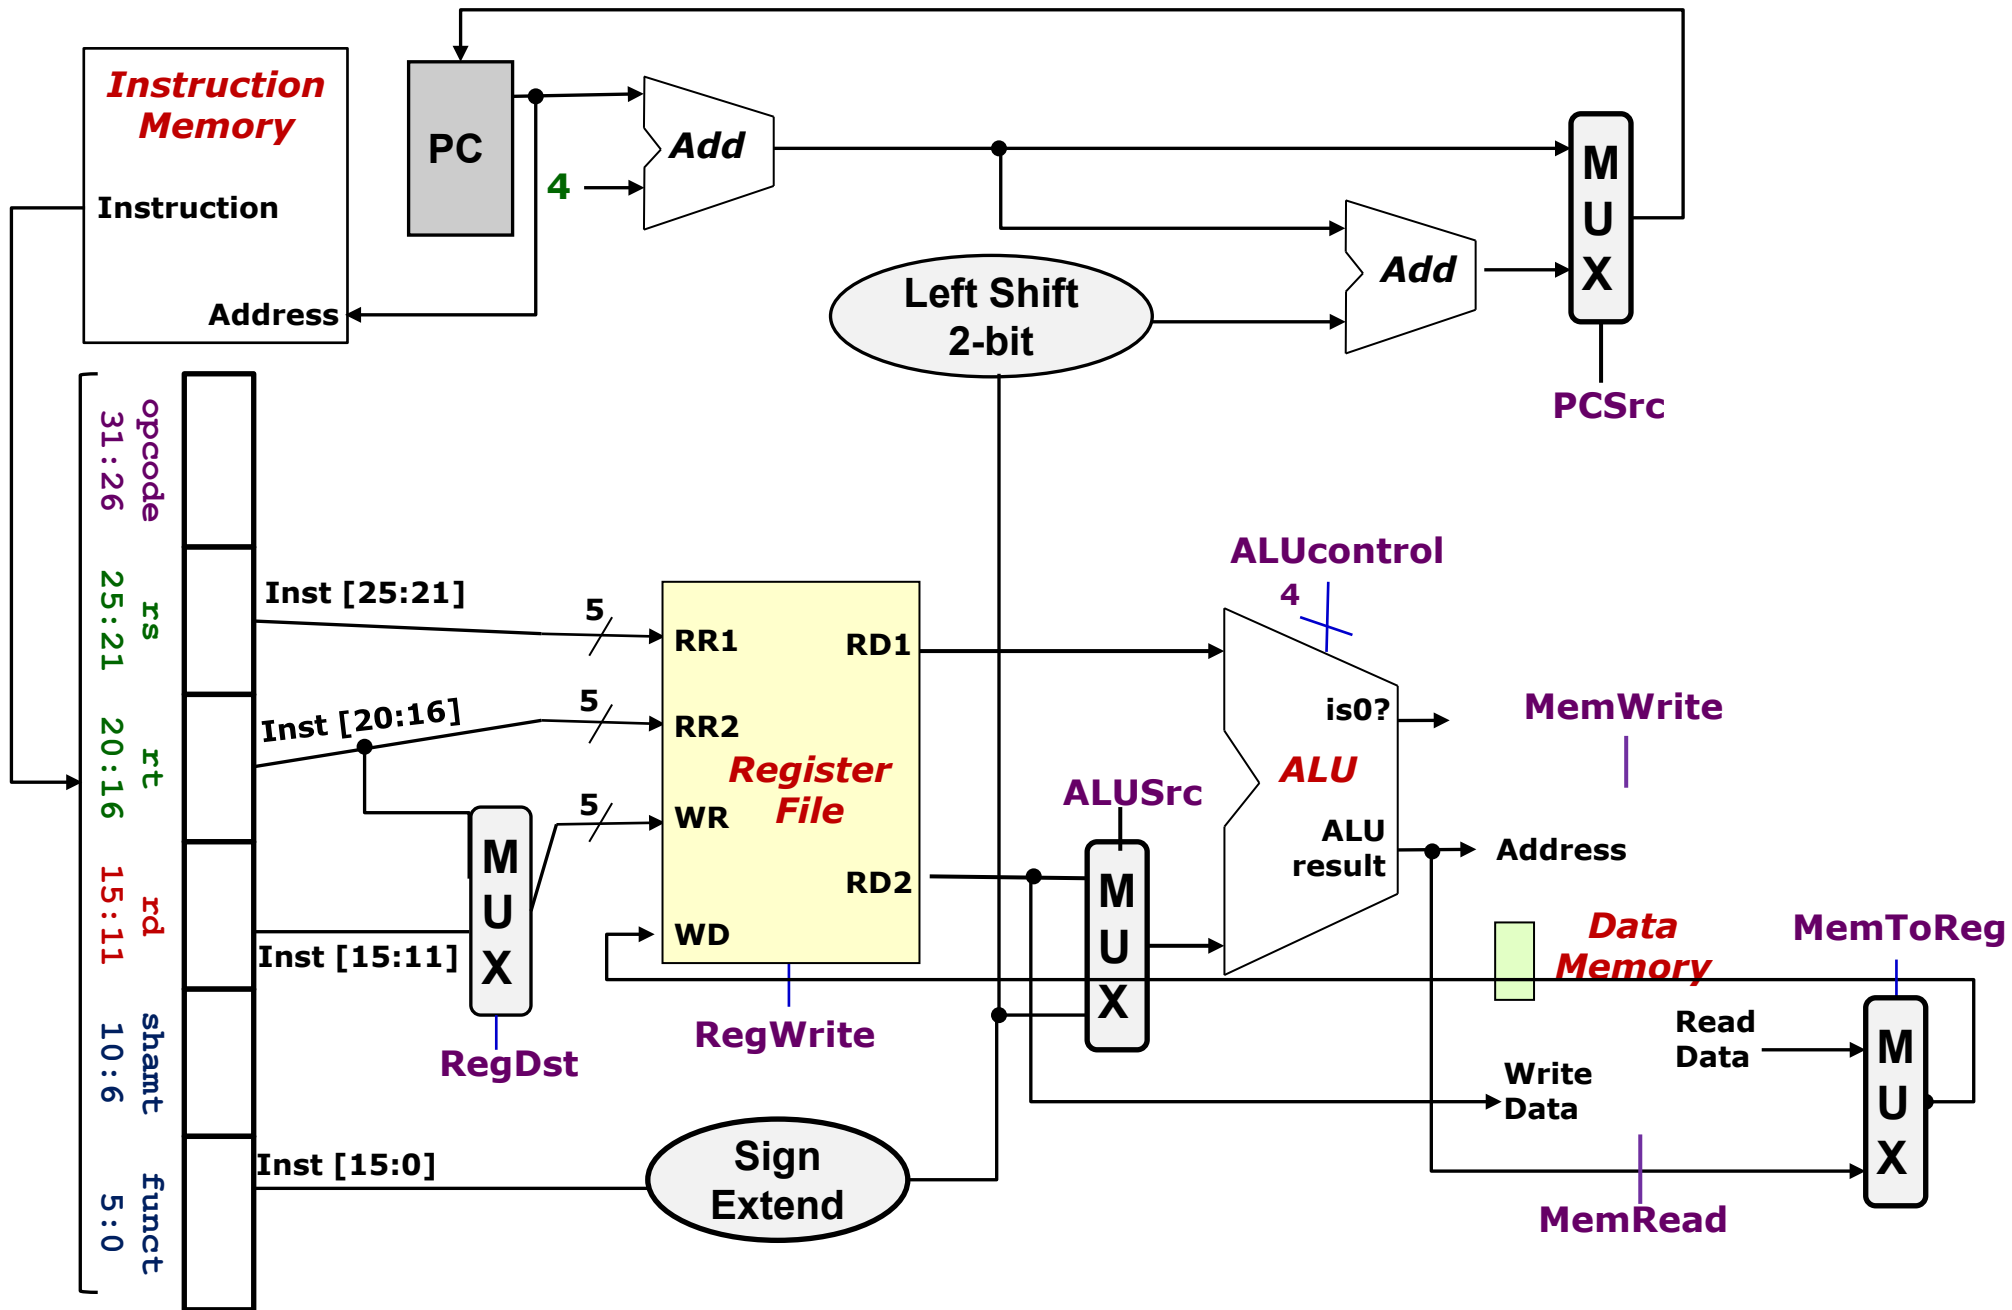 Instruction
Memory
Instruction
Address
PC
4
Add
Left Shift
2-bit
Add
M
U
X
PCSrc
opcode
31:26
rs
25:21
rt
20:16
rd
15:11
shamt
10:6
funct
5:0
Inst [25:21]
5
Inst [20:16]
5
5
M
U
X
Inst [15:11]
RegDst
Inst [15:0]
RR1
RR2
WR
WD
RD1
RD2
Register
File
RegWrite
Sign
Extend
ALUSrc
M
U
X
ALUcontrol
4
is0?
ALU
ALU
result
MemWrite
Address
Data
Memory
Read
Data
Write
Data
MemRead
MemToReg
M
U
X